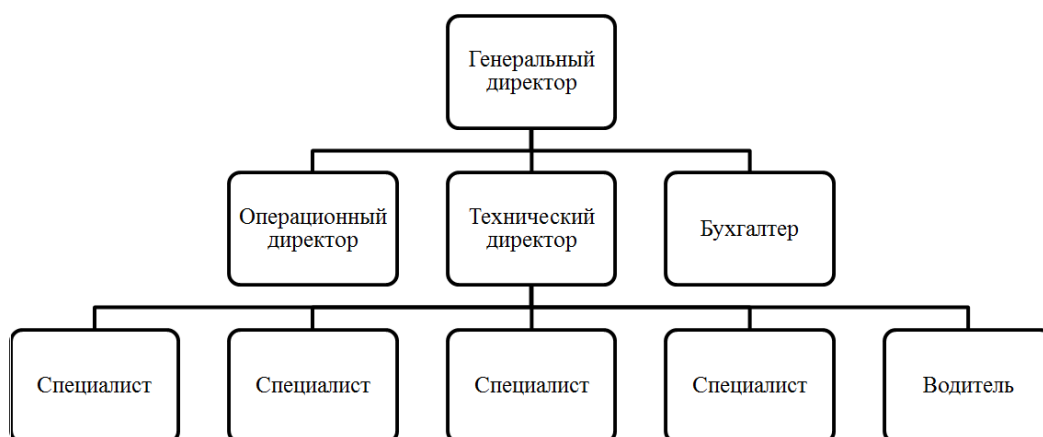 Генеральный
директор
Операционный
директор
Технический
директор
Бухгалтер
Специалист
Специалист
Специалист
Специалист
Водитель